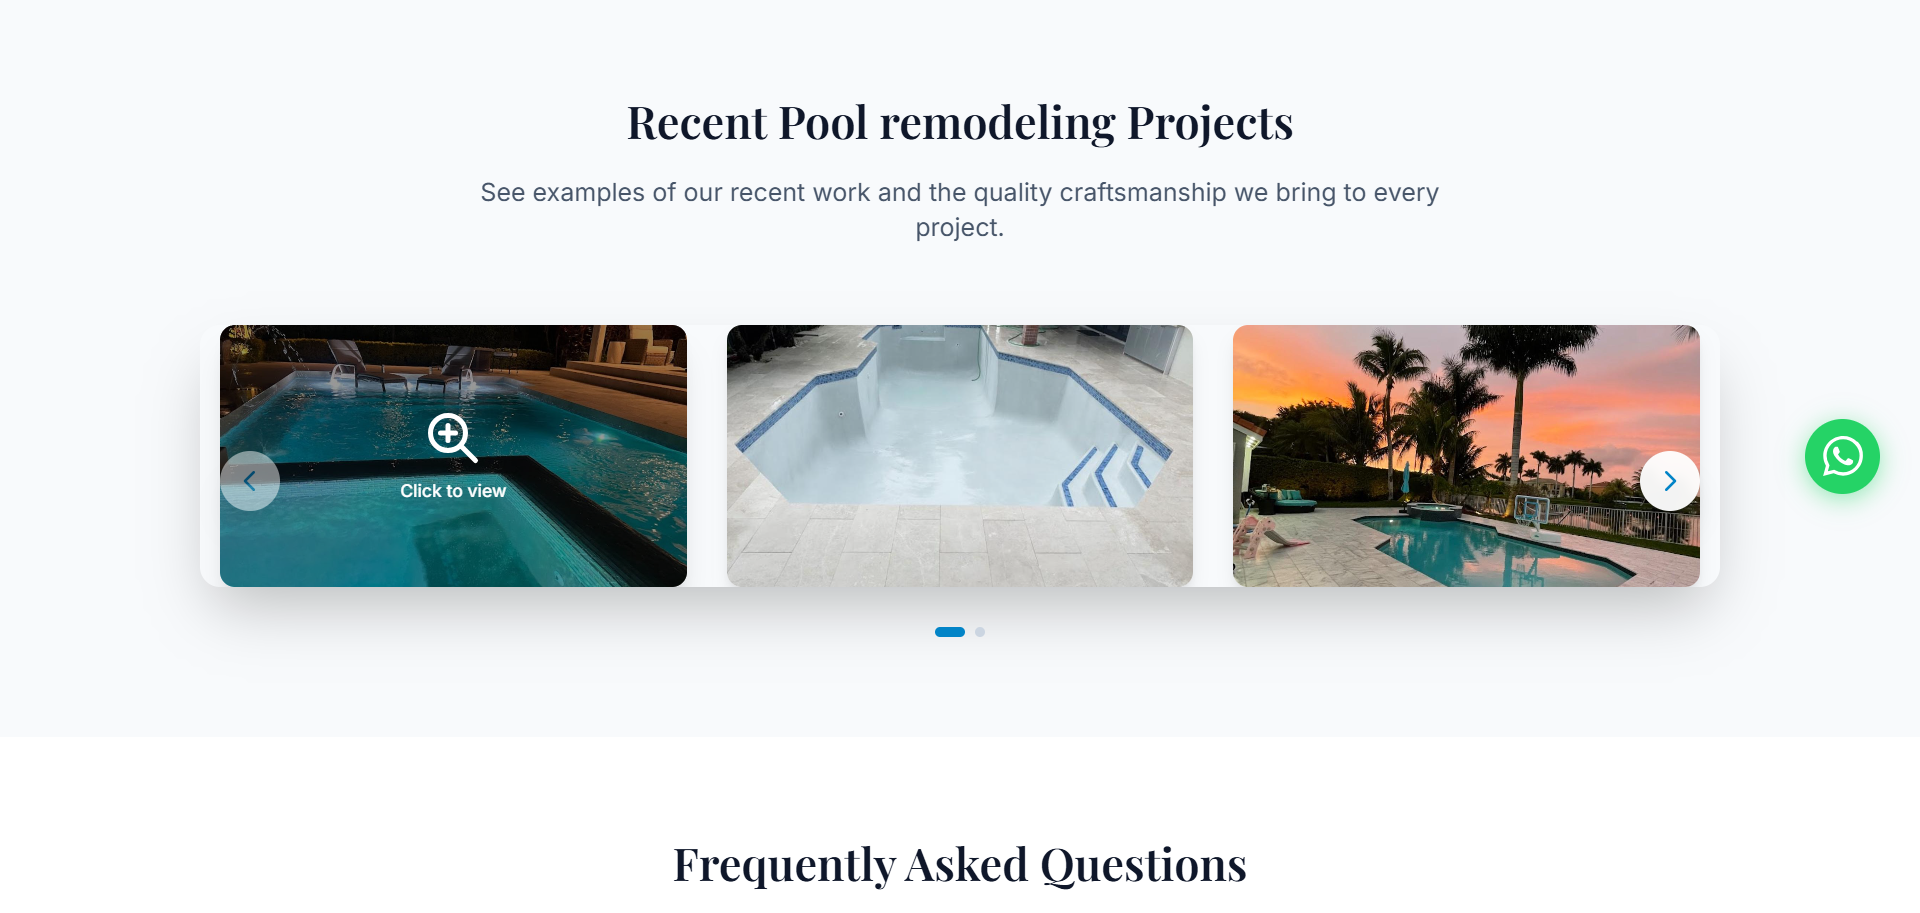 Recent Pool remodeling Projects
See examples of our recent work and the quality craftsmanship we bring to every
project.
Click to view
Frequently Asked Questions